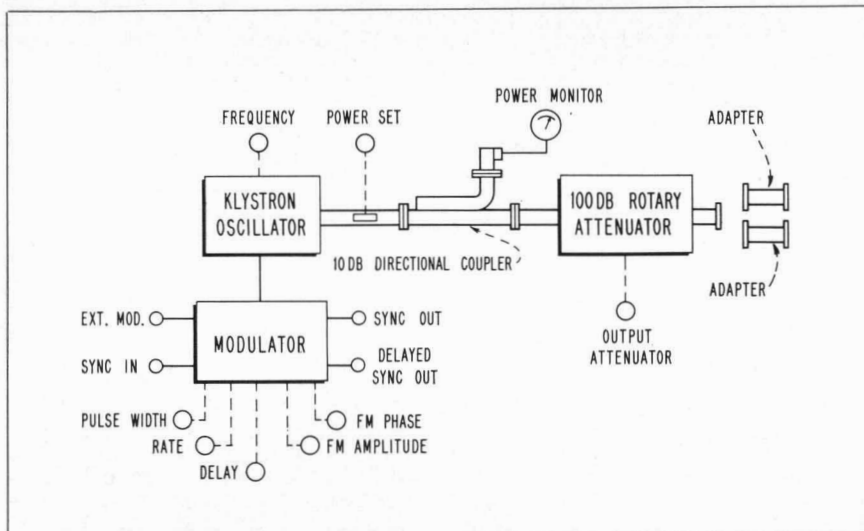 POWER MONITOR
FREQUENCY
POWER SET
ADAPTER
KLYSTRON
OSCILLATOR
100 DB ROTARY
ATTENUATOR
10 DB DIRECTIONAL COUPLER
ADAPTER
EXT. MOD.
SYNC OUT
MODULATOR
OUTPUT
ATTENUATOR
SYNC IN
DELAYED
SYNC OUT
PULSE WIDTH
FM PHASE
RATE
FM AMPLITUDE
DELAY